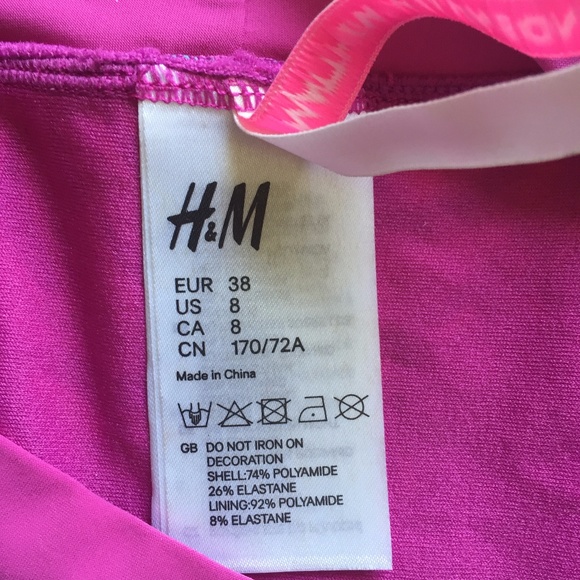 H&M
EUR 38
US 8
CA 8
CN 170/72A
Made in China
GB DO NOT IRON ON
DECORATION
SHELL:74% POLYAMIDE
26% ELASTANE
LINING:92% POLYAMIDE
8% ELASTANE